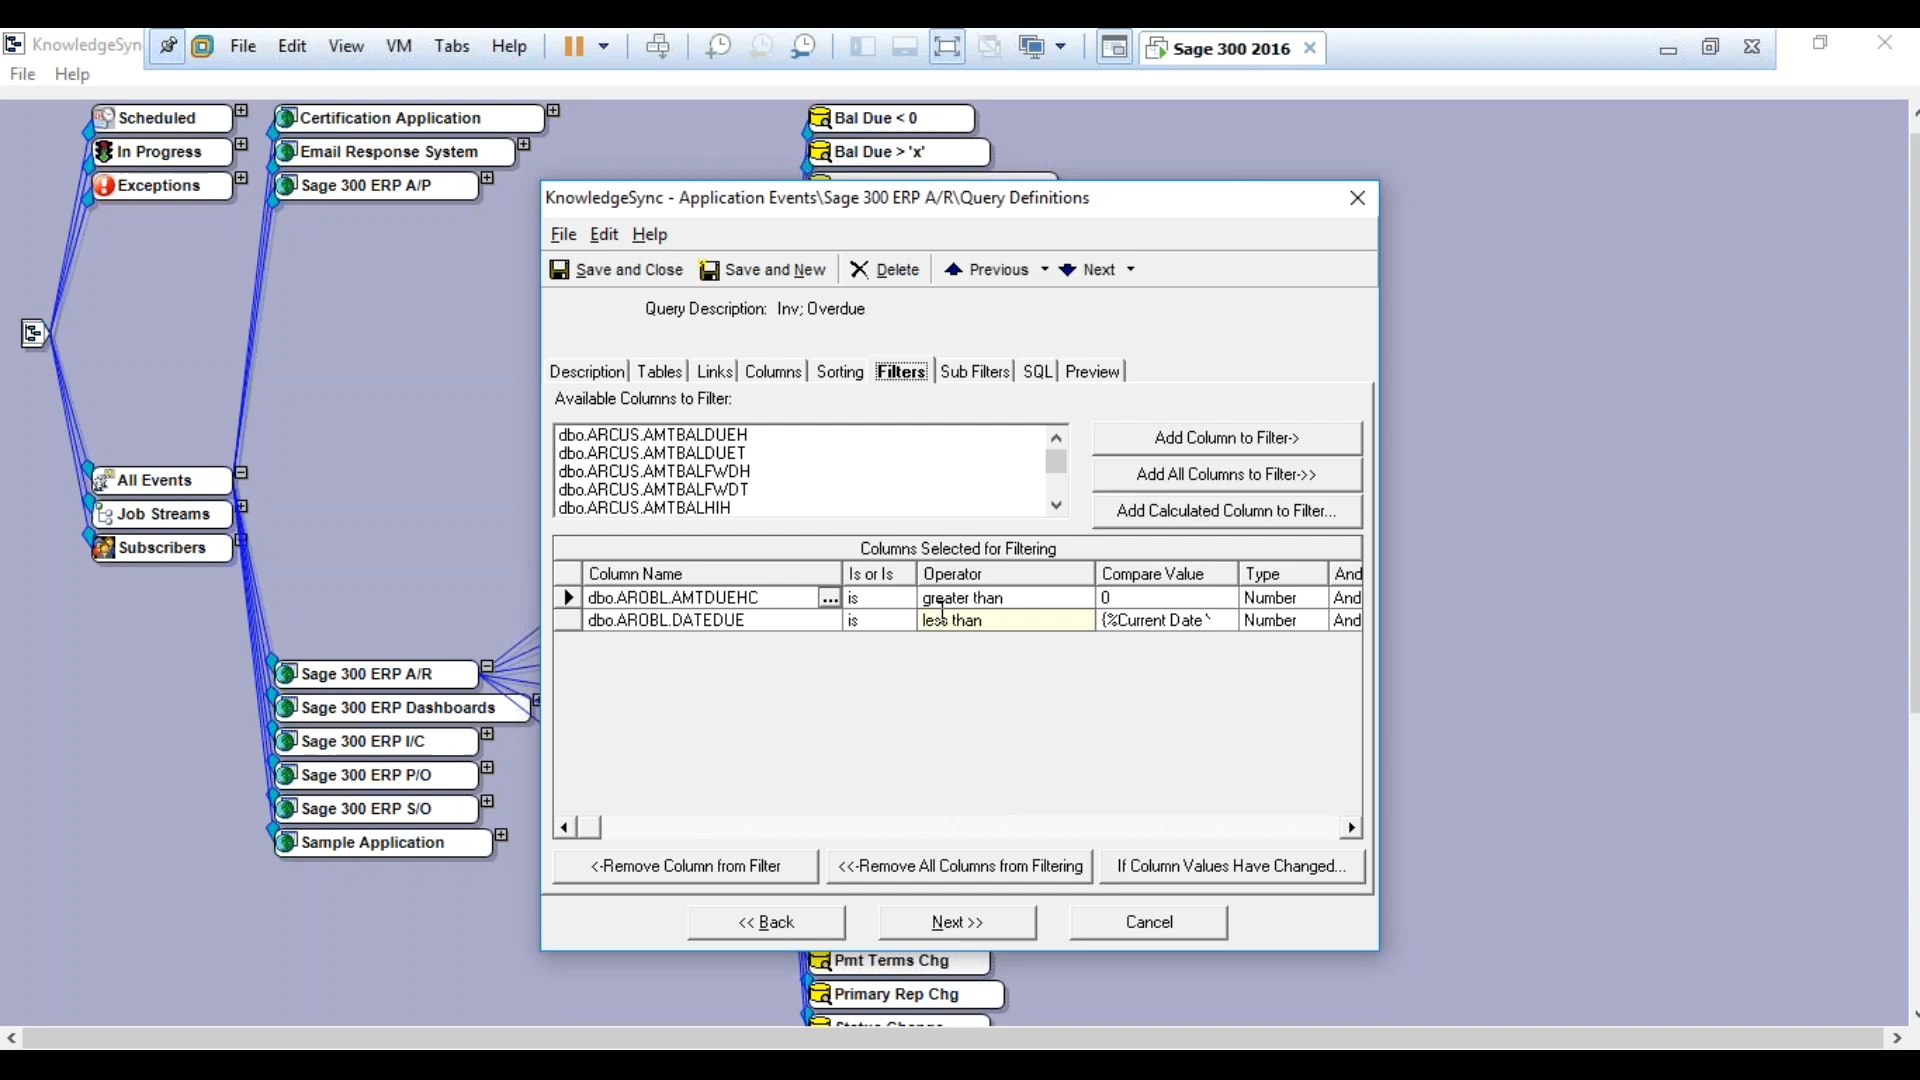 KnowledgeSyn
File Edit View VM Tabs Help
Sage 300 2016
File Help
Scheduled
In Progress
Exceptions
All Events
Job Streams
Subscribers
Certification Application
Email Response System
Sage 300 ERP A/P
Sage 300 ERP A/R
Sage 300 ERP Dashboards
Sage 300 ERP I/C
Sage 300 ERP P/O
Sage 300 ERP S/O
Sample Application
Bal Due < 0
Bal Due > 'x'
KnowledgeSync - Application Events\Sage 300 ERP A/R\Query Definitions
File Edit Help
Save and Close Save and New Delete Previous Next
Query Description: Inv; Overdue
Description Tables Links Columns Sorting Filters Sub Filters SQL Preview
Available Columns to Filter:
dbo.ARCUS.AMTBALDUEH
dbo.ARCUS.AMTBALDUET
dbo.ARCUS.AMTBALFWDH
dbo.ARCUS.AMTBALFWDT
dbo.ARCUS.AMTBALHIH
Add Column to Filter->
Add All Columns to Filter->>
Add Calculated Column to Filter...
Columns Selected for Filtering
Column Name Is or Is Operator Compare Value Type And
dbo.AROBL.AMTDUEHC ... is greater than 0 Number And
dbo.AROBL.DATEDUE is less than {%Current Date Number And
<-Remove Column from Filter <<-Remove All Columns from Filtering If Column Values Have Changed...
<< Back Next >> Cancel
Pmt Terms Chg
Primary Rep Chg
Status Change